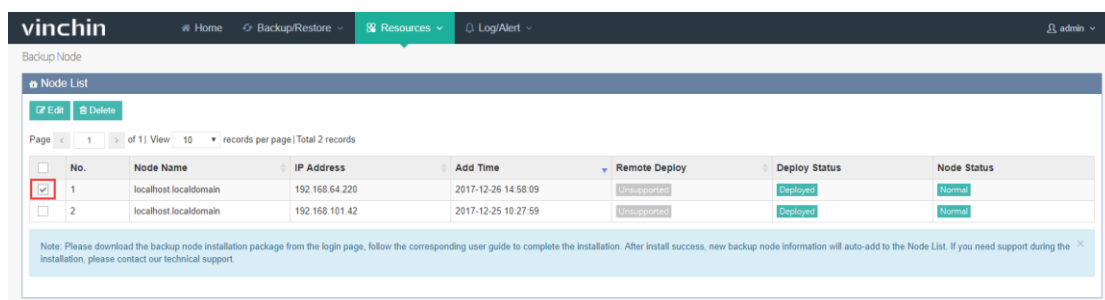 vinchin Home Backup/Restore Resources Log/Alert admin
Backup Node
Node List
Edit Delete
Page 1 of 1| View 10 records per page|Total 2 records
No. Node Name IP Address Add Time Remote Deploy Deploy Status Node Status
1 localhost.localdomain 192.168.64.220 2017-12-26 14:58:09 Unsupported Deployed Normal
2 localhost.localdomain 192.168.101.42 2017-12-25 10:27:59 Unsupported Deployed Normal
Note: Please download the backup node installation package from the login page, follow the corresponding user guide to complete the installation. After install success, new backup node information will auto-add to the Node List. If you need support during the
installation, please contact our technical support.